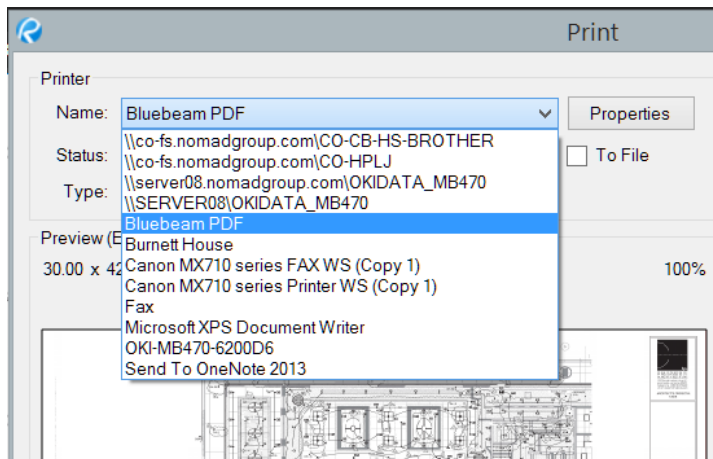 Print
Printer
Name: Bluebeam PDF Properties
\\co-fs.nomadgroup.com\CO-CB-HS-BROTHER
Status: \\co-fs.nomadgroup.com\CO-HPLJ To File
\\server08.nomadgroup.com\OKIDATA_MB470
Type: \\SERVER08\OKIDATA_MB470
Bluebeam PDF
Preview (E Burnett House
30.00 x 42 Canon MX710 series FAX WS (Copy 1) 100%
Canon MX710 series Printer WS (Copy 1)
Fax
Microsoft XPS Document Writer
OKI-MB470-6200D6
Send To OneNote 2013